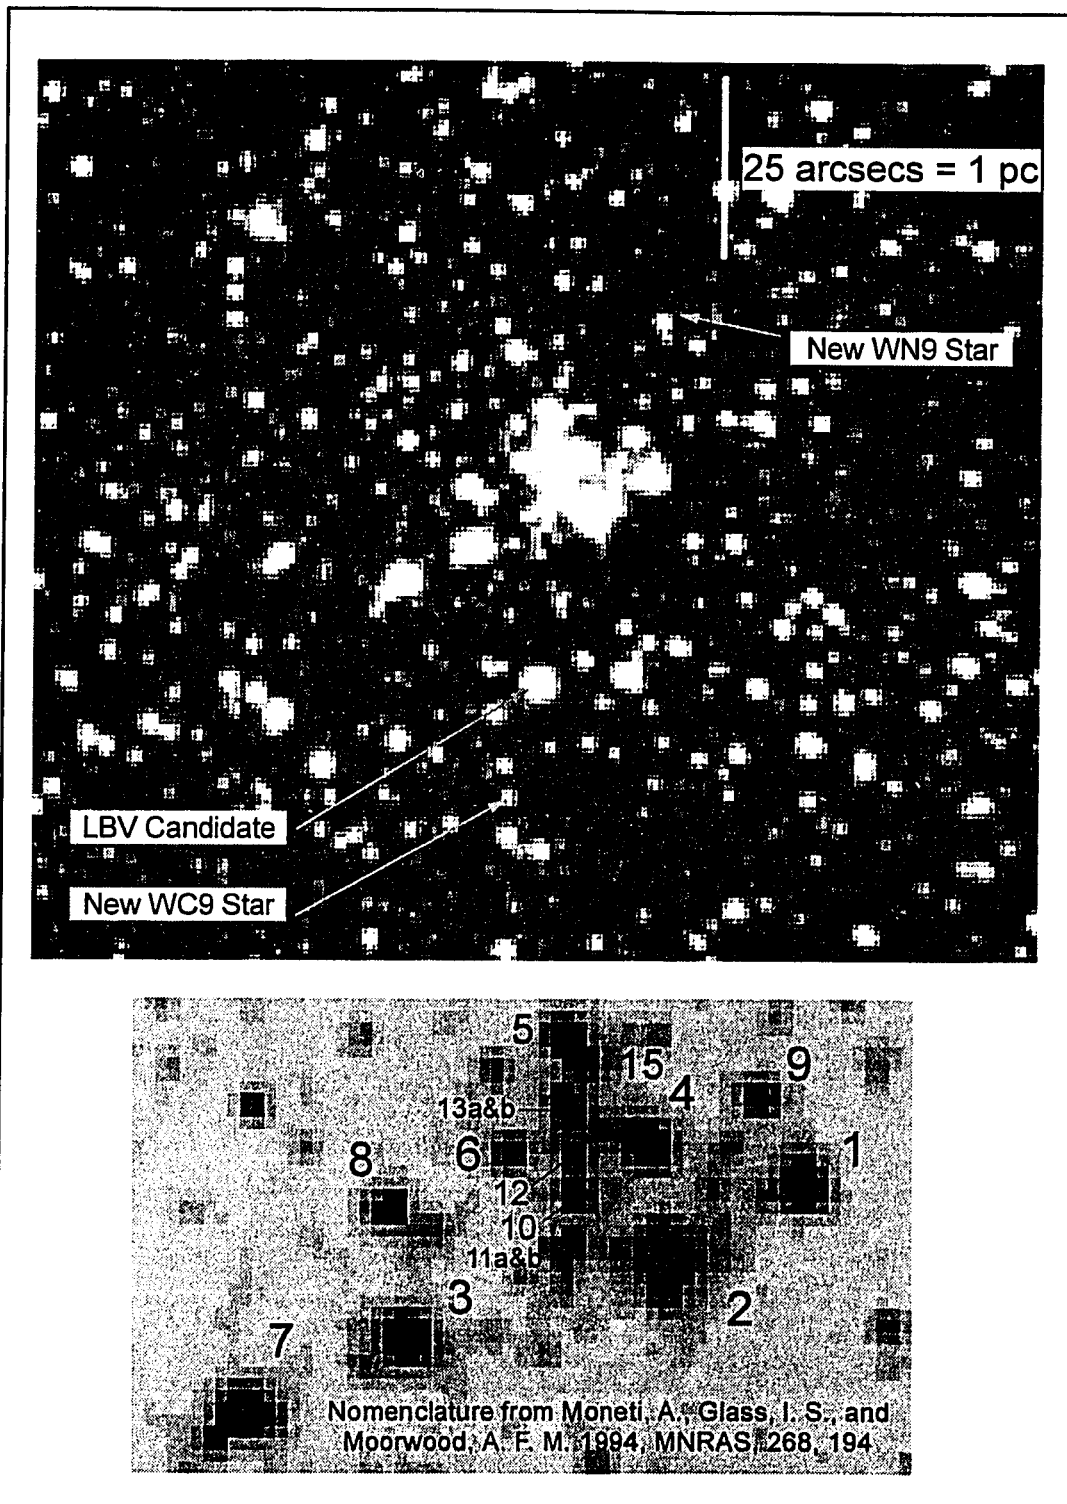 25 arcsecs = 1 pc
New WN9 Star
LBV Candidate
New WC9 Star
5
15
9
13a&b
4
8
6
1
12
10
11a&b
3
2
7
Nomenclature from Moneti, A., Glass, I. S., and
Moorwood, A. F. M. 1994, MNRAS, 268, 194